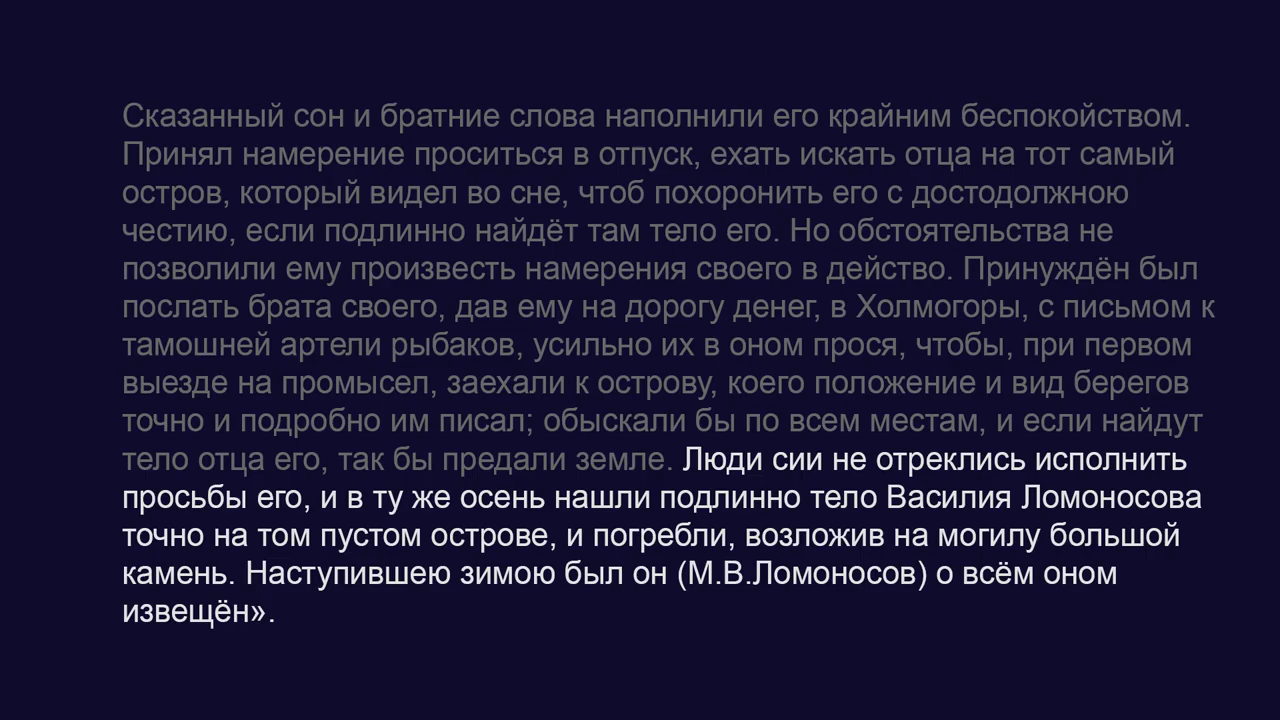 Сказанный сон и братние слова наполнили его крайним беспокойством.
Принял намерение проситься в отпуск, ехать искать отца на тот самый
остров, который видел во сне, чтоб похоронить его с достодолжною
честию, если подлинно найдёт там тело его. Но обстоятельства не
позволили ему произвесть намерения своего в действо. Принуждён был
послать брата своего, дав ему на дорогу денег, в Холмогоры, с письмом к
тамошней артели рыбаков, усильно их в оном прося, чтобы, при первом
выезде на промысел, заехали к острову, коего положение и вид берегов
точно и подробно им писал; обыскали бы по всем местам, и если найдут
тело отца его, так бы предали земле. Люди сии не отреклись исполнить
просьбы его, и в ту же осень нашли подлинно тело Василия Ломоносова
точно на том пустом острове, и погребли, возложив на могилу большой
камень. Наступившею зимою был он (М.В.Ломоносов) о всём оном
извещён».